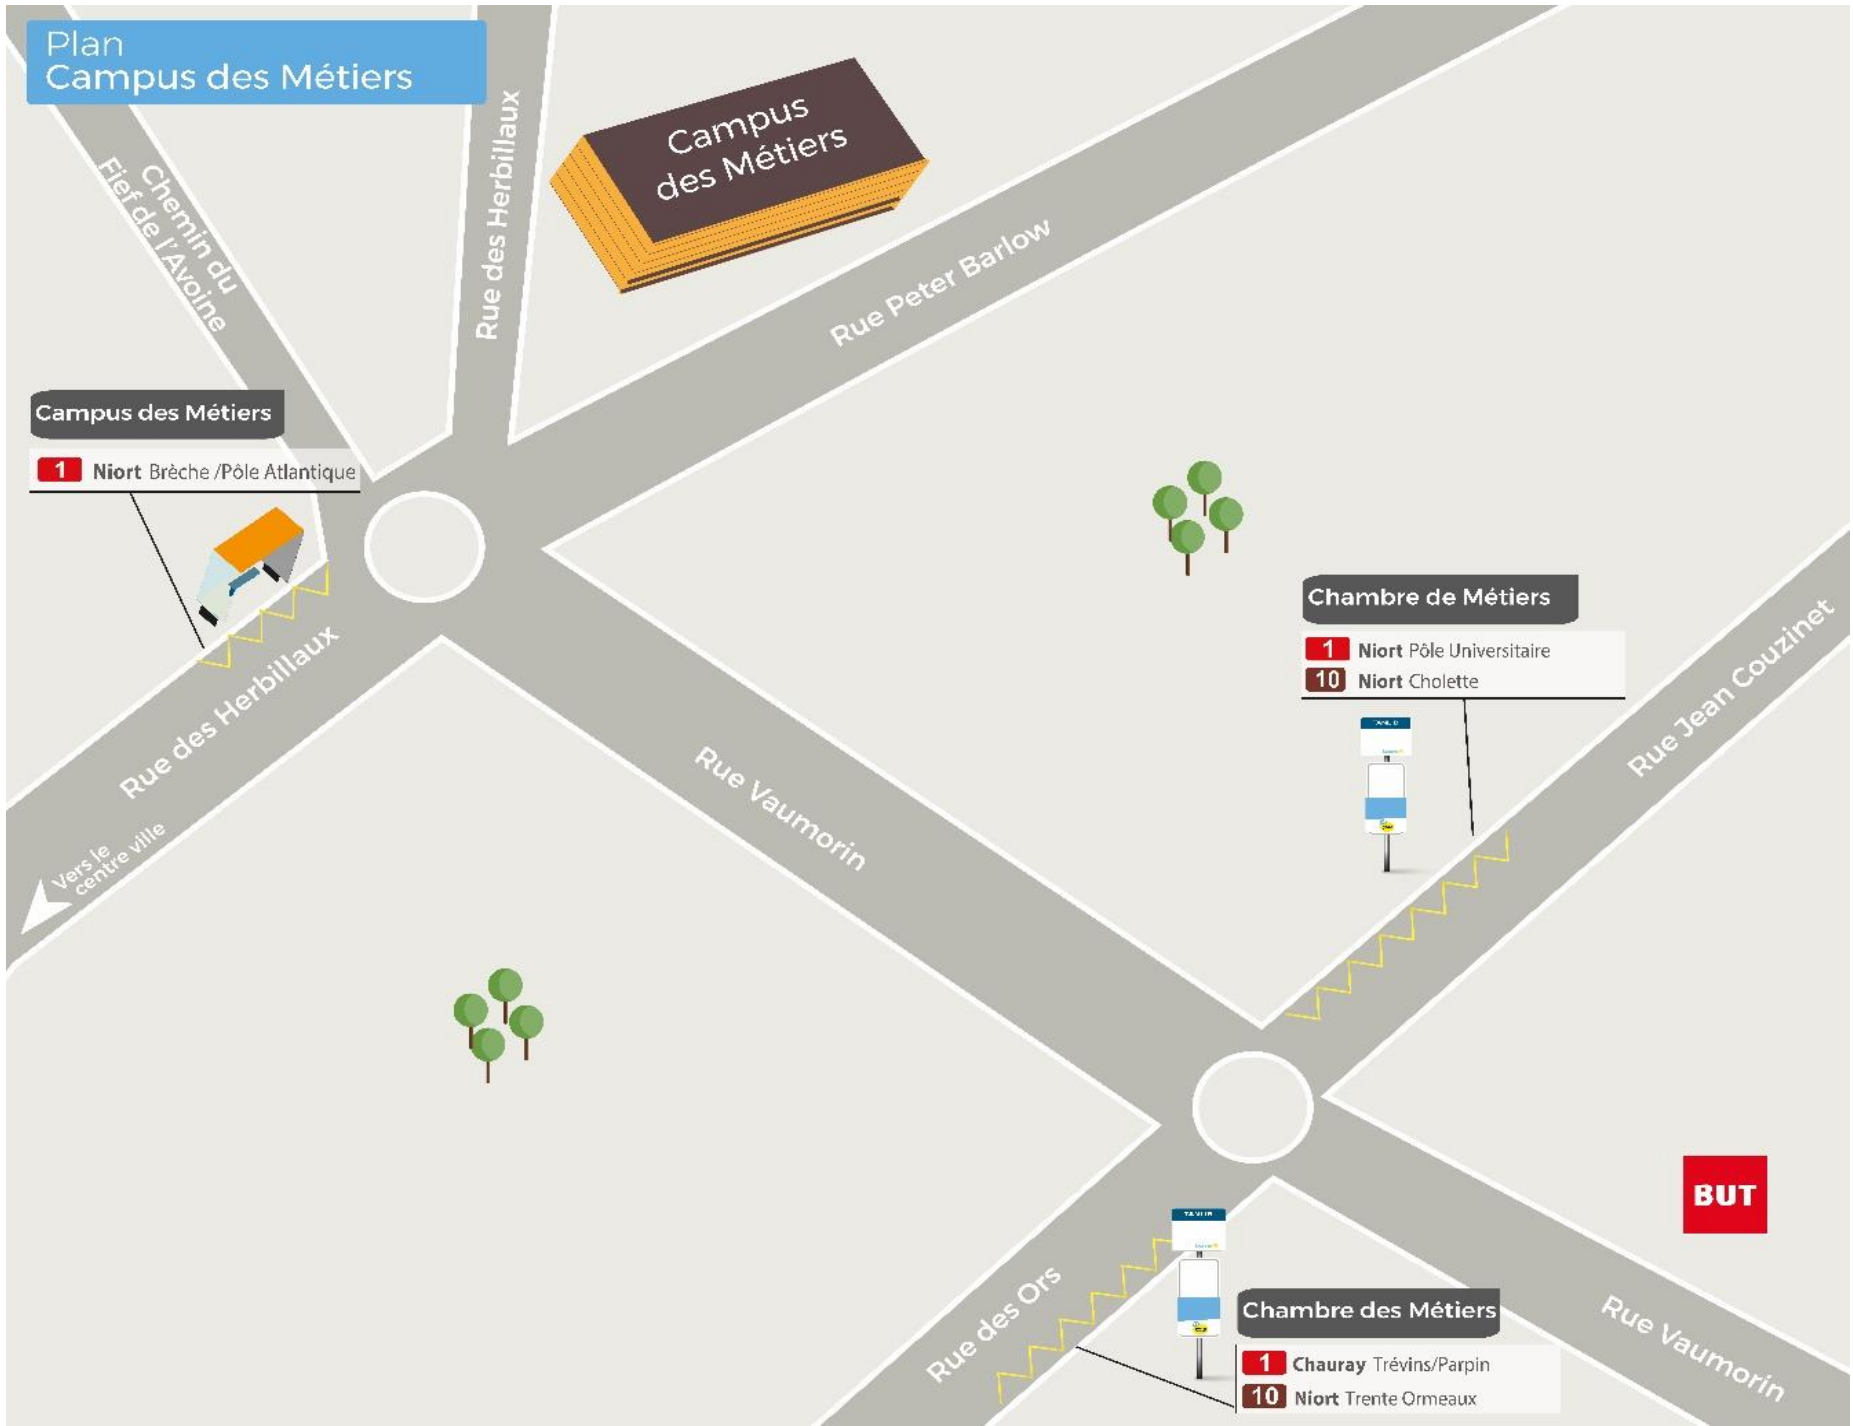 Plan
Campus des Métiers
Chemin du
Fief de l'Avoine
Rue des Herbillaux
Campus
des Métiers
Rue Peter Barlow
Campus des Métiers
1 Niort Brèche /Pôle Atlantique
Rue des Herbillaux
Vers le
centre ville
Rue Vaumorin
Chambre de Métiers
1 Niort Pôle Universitaire
10 Niort Cholette
Rue Jean Couzinet
BUT
Rue des Ors
Chambre des Métiers
1 Chauray Trévins/Parpin
10 Niort Trente Ormeaux
Rue Vaumorin